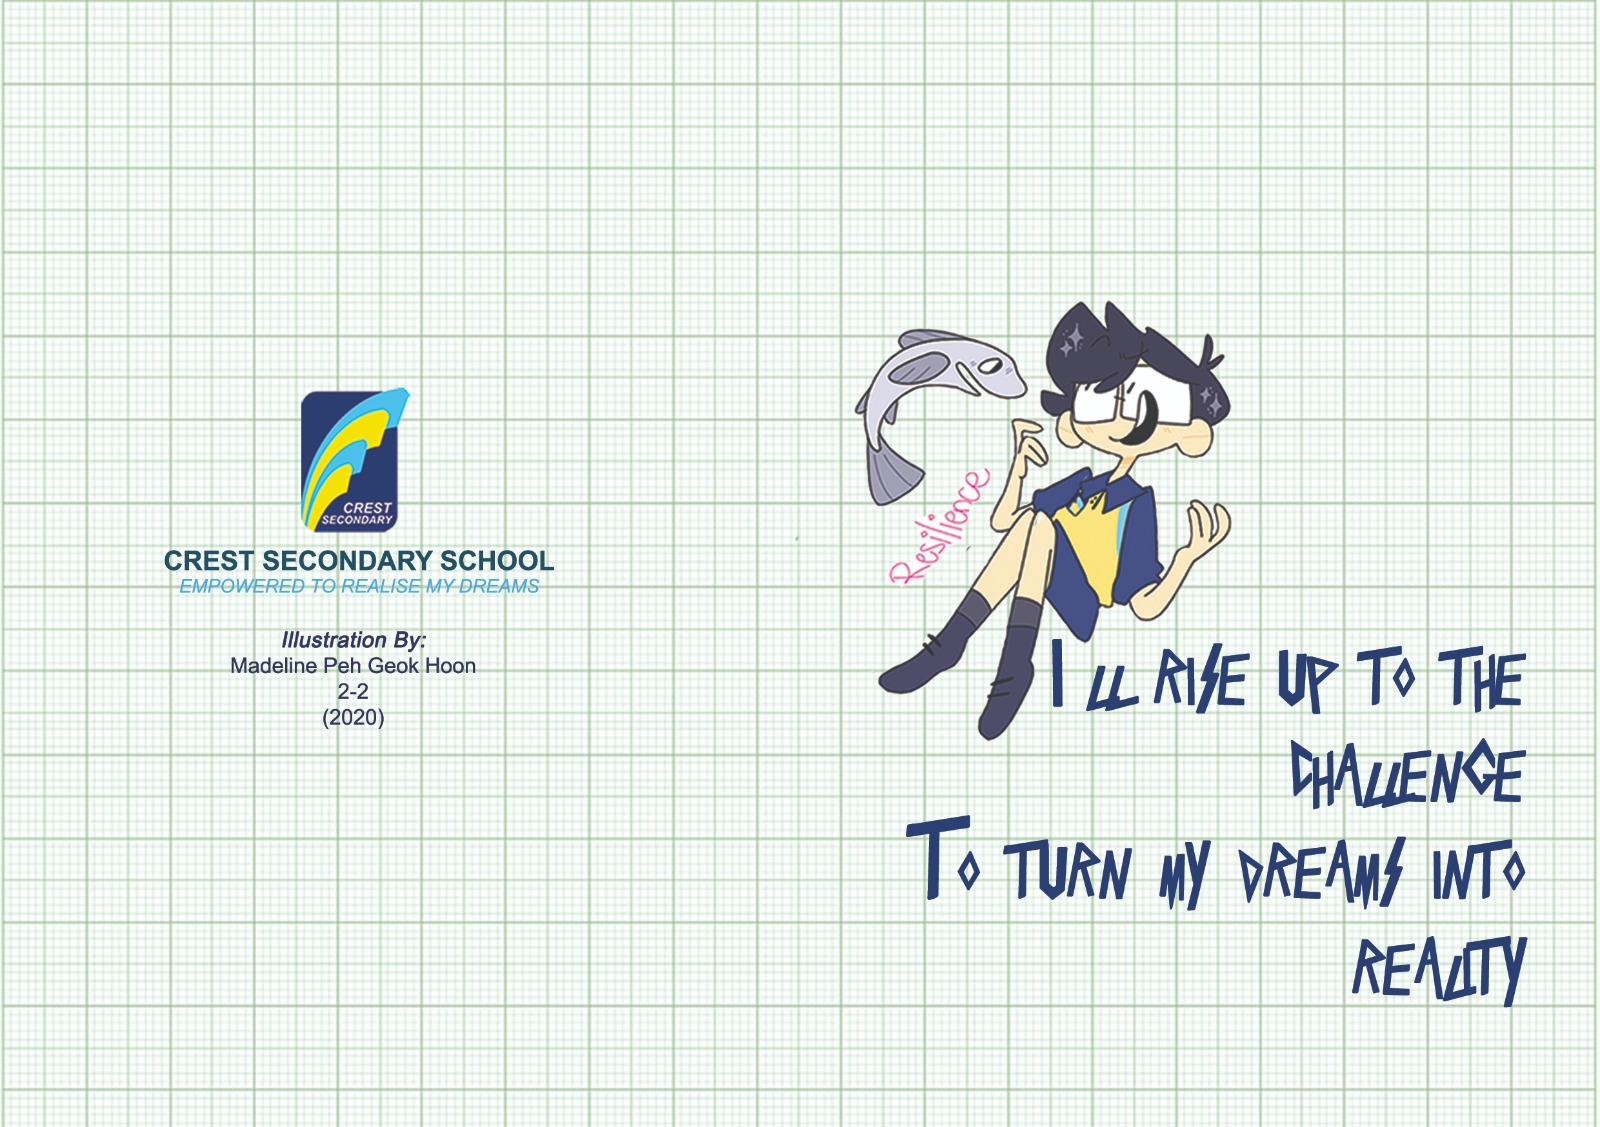 CREST
SECONDARY
CREST SECONDARY SCHOOL
EMPOWERED TO REALISE MY DREAMS
Illustration By:
Madeline Peh Geok Hoon
2-2
(2020)
Resilience
I LL RISE UP TO THE
CHALLENGE
TO TURN MY DREAMS INTO
REALITY